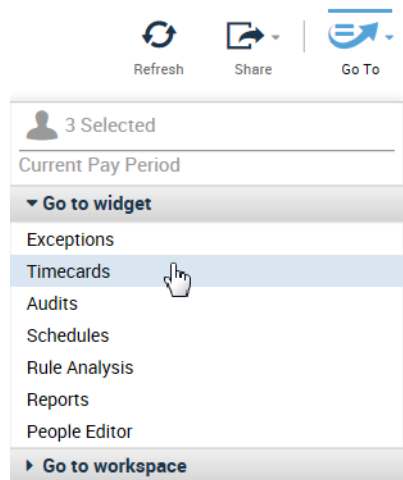 Refresh Share Go To
3 Selected
Current Pay Period
Go to widget
Exceptions
Timecards
Audits
Schedules
Rule Analysis
Reports
People Editor
Go to workspace